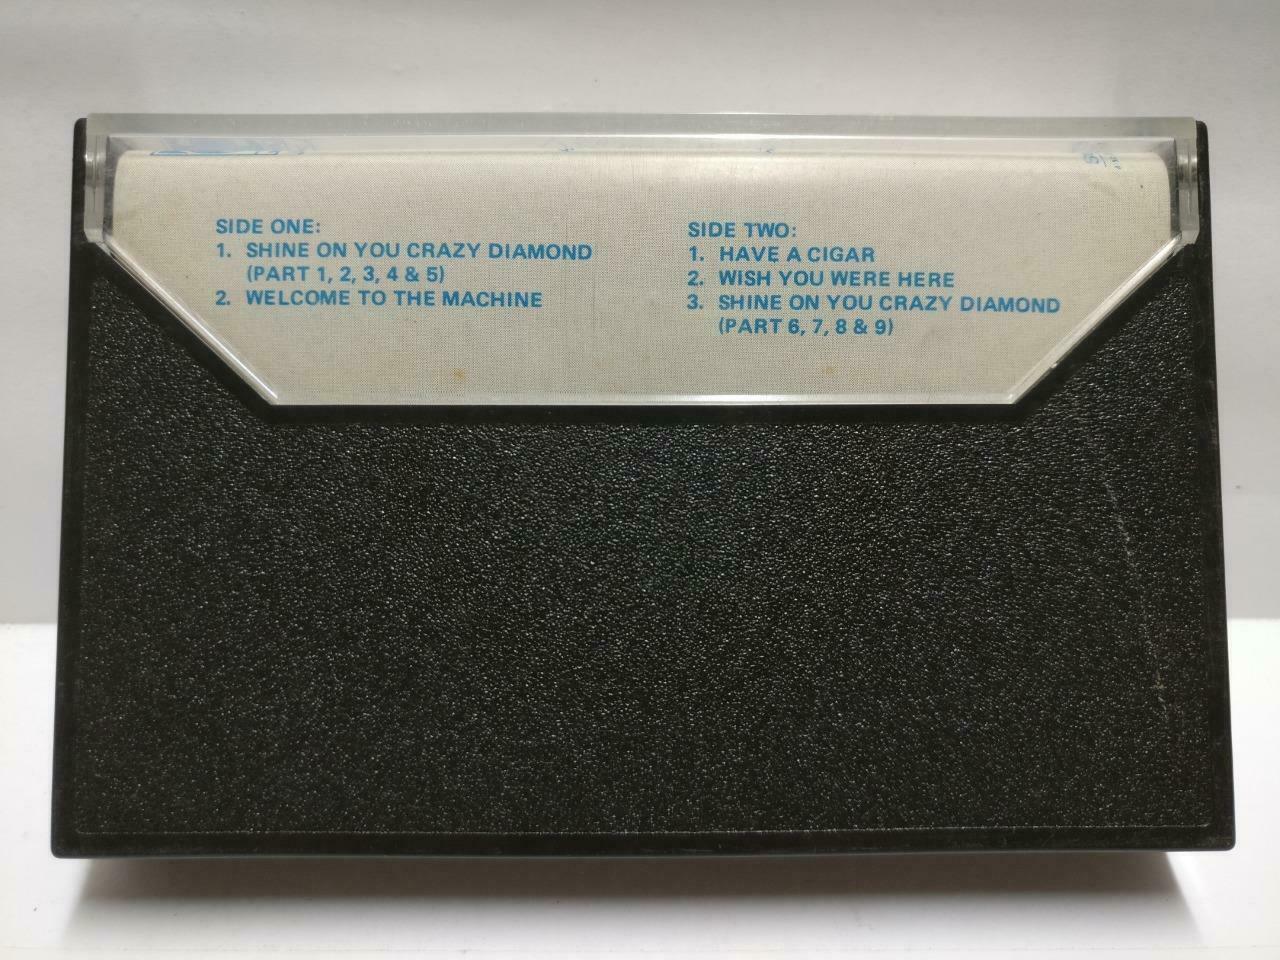 SIDE ONE:
1. SHINE ON YOU CRAZY DIAMOND
(PART 1, 2, 3, 4 & 5)
2. WELCOME TO THE MACHINE
SIDE TWO:
1. HAVE A CIGAR
2. WISH YOU WERE HERE
3. SHINE ON YOU CRAZY DIAMOND
(PART 6, 7, 8 & 9)